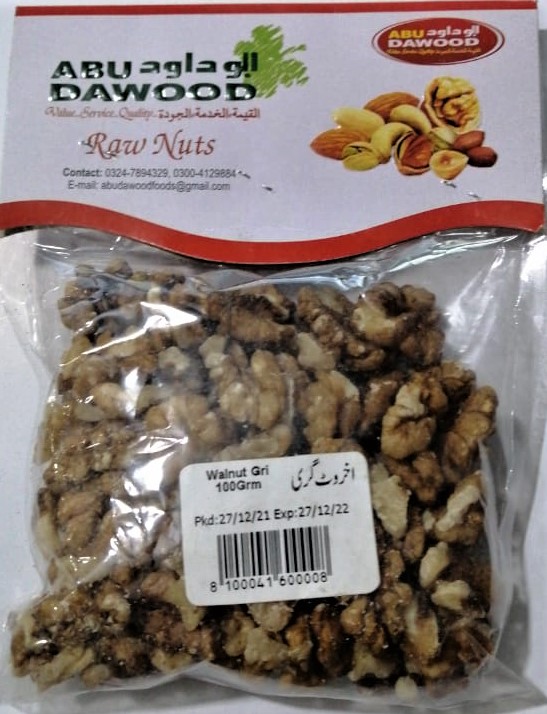 ABU ابو داود
DAWOOD
Value..Service..Quality..القيمة،الخدمة،الجودة
Raw Nuts
Contact: 0324-7894329, 0300-4129884
E-mail: abudawoodfoods@gmail.com
ABU ابو داود
DAWOOD
Walnut Gri اخروٹ گری
100Grm
Pkd:27/12/21 Exp:27/12/22
8 100041 600008